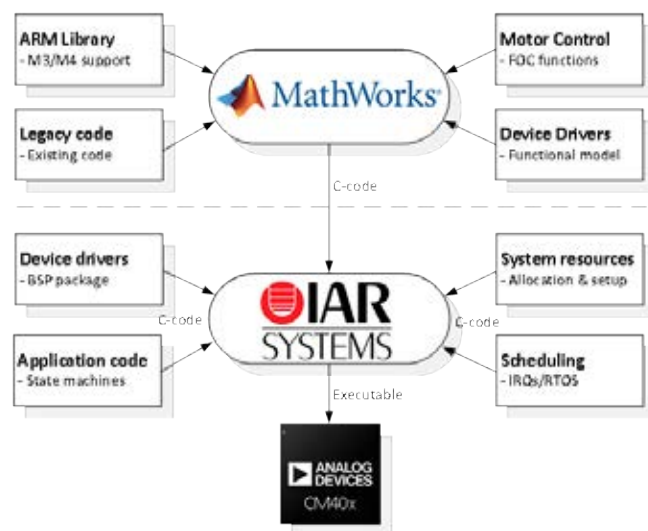 ARM Library
- M3/M4 support
Motor Control
- FOC functions
MathWorks®
Legacy code
- Existing code
Device Drivers
- Functional model
C-code
Device drivers
- BSP package
System resources
- Allocation & setup
C-code
IAR
SYSTEMS
C-code
Application code
- State machines
Scheduling
- IRQs/RTOS
Executable
ANALOG
DEVICES
CM40x